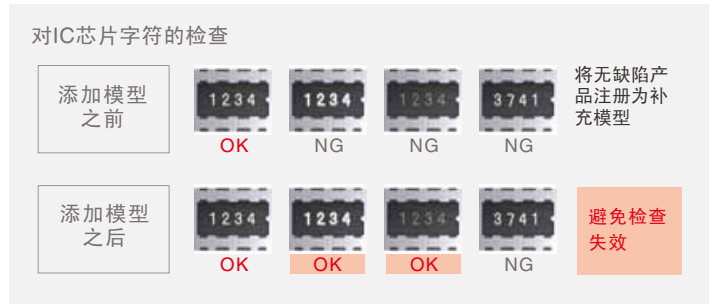 对IC芯片字符的检查
添加模型
之前
1234
1234
1234
3741
OK
NG
NG
NG
将无缺陷产
品注册为补
充模型
添加模型
之后
1234
1234
1234
3741
OK
OK
OK
NG
避免检查
失效